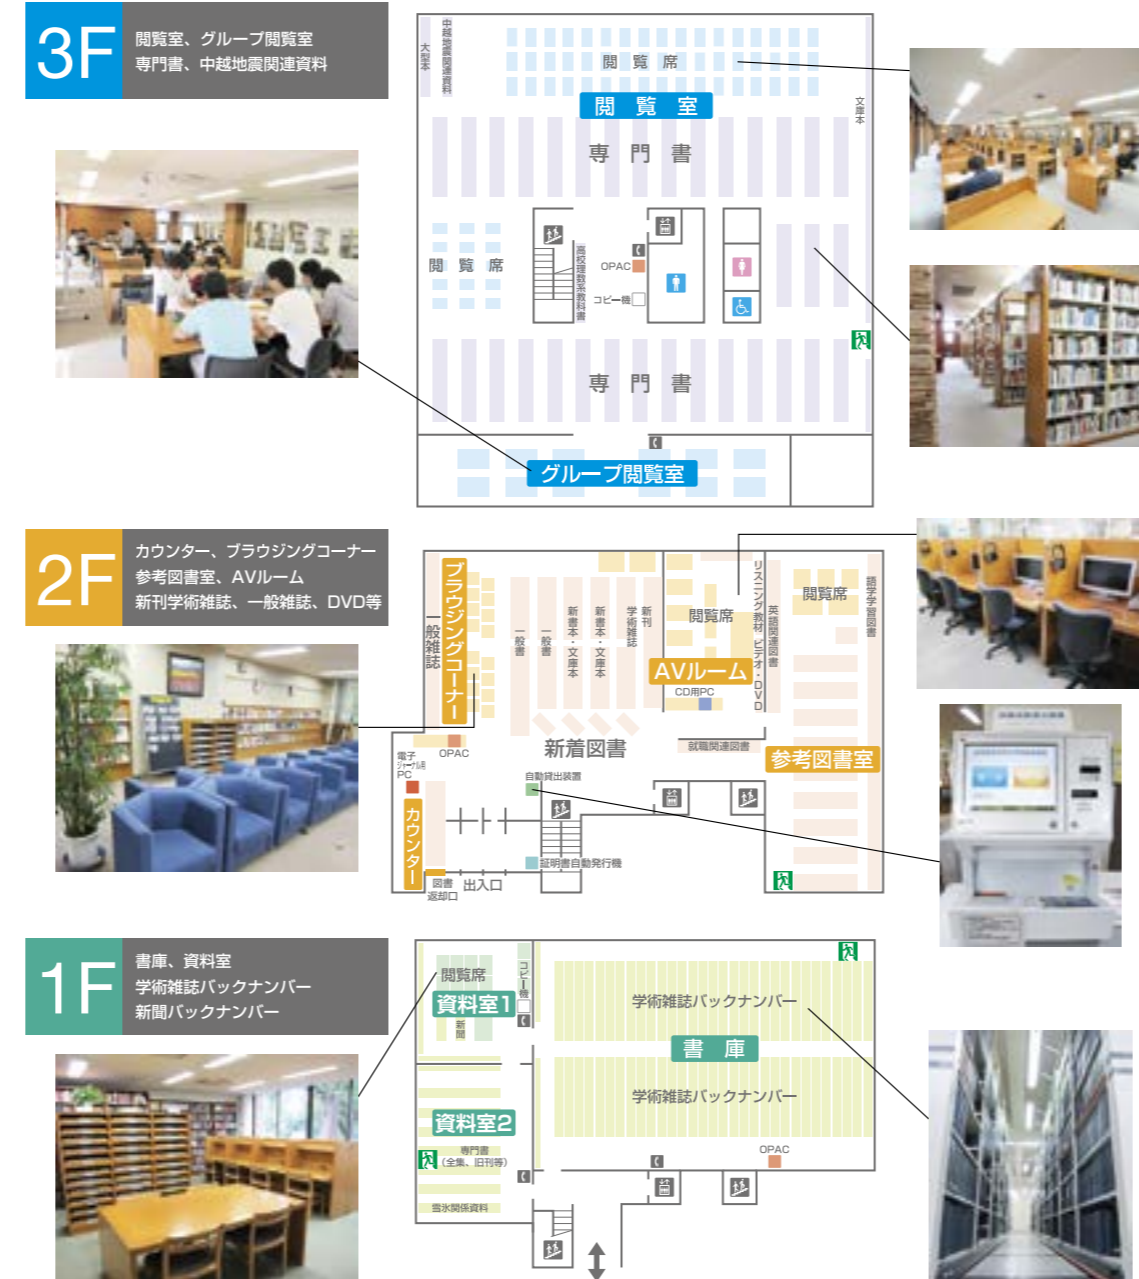 3F
閲覧室、グループ閲覧室
専門書、中越地震関連資料
大型本
中越地震関連資料
閲覧席
閲覧室
文庫本
専門書
閲覧席
高校理数系教科書
OPAC
コピー機
専門書
グループ閲覧室
2F
カウンター、ブラウジングコーナー
参考図書室、AVルーム
新刊学術雑誌、一般雑誌、DVD等
一般雑誌
ブラウジングコーナー
一般書
一般書
新書本・文庫本
新書本・文庫本
学術雑誌
新刊
閲覧席
AVルーム
CD用PC
リスニング教材 ビデオ・DVD
英語関連図書
閲覧席
語学学習図書
OPAC
電子
ジャーナル用
PC
新着図書
就職関連図書
参考図書室
自動貸出装置
カウンター
証明書自動発行機
図書
返却口
出入口
1F
書庫、資料室
学術雑誌バックナンバー
新聞バックナンバー
閲覧席
コピー機
資料室1
新聞
学術雑誌バックナンバー
書庫
学術雑誌バックナンバー
資料室2
専門書
(全集、旧刊等)
OPAC
雪氷関係資料